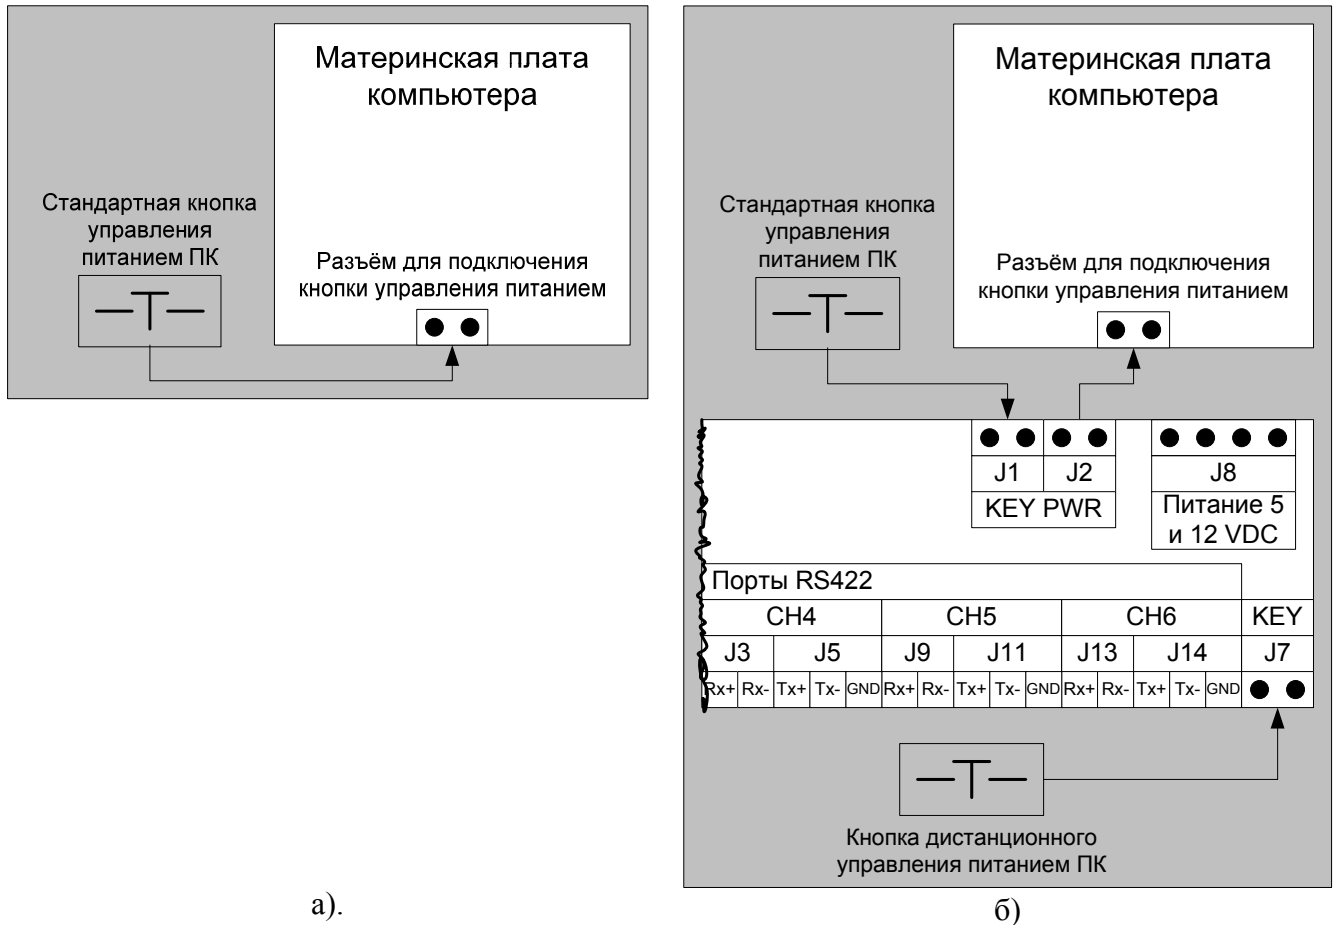 Материнская плата
компьютера
Стандартная кнопка
управления
питанием ПК
Разъём для подключения
кнопки управления питанием
а).
Материнская плата
компьютера
Стандартная кнопка
управления
питанием ПК
Разъём для подключения
кнопки управления питанием
J1 J2 J8
KEY PWR Питание 5
и 12 VDC
Порты RS422
CH4 CH5 CH6 KEY
J3 J5 J9 J11 J13 J14 J7
Rx+ Rx- Tx+ Tx- GND Rx+ Rx- Tx+ Tx- GND Rx+ Rx- Tx+ Tx- GND
Кнопка дистанционного
управления питанием ПК
б)